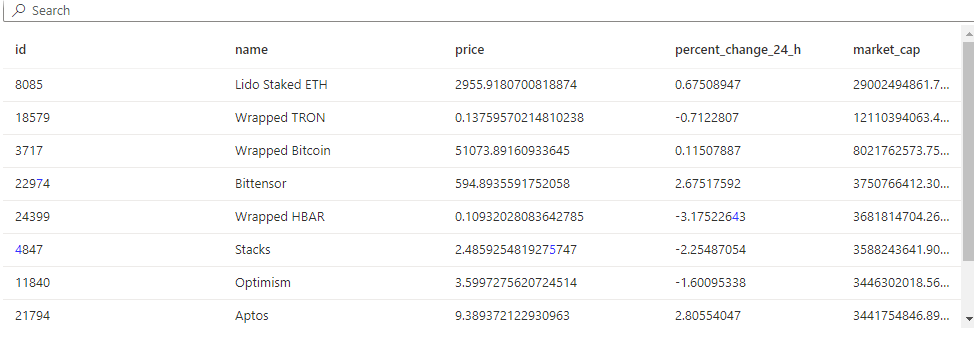 Search
id name price percent_change_24_h market_cap
8085 Lido Staked ETH 2955.9180700818874 0.67508947 29002494861.7...
18579 Wrapped TRON 0.13759570214810238 -0.7122807 12110394063.4...
3717 Wrapped Bitcoin 51073.89160933645 0.11507887 8021762573.75...
22974 Bittensor 594.8935591752058 2.67517592 3750766412.30...
24399 Wrapped HBAR 0.10932028083642785 -3.17522643 3681814704.26...
4847 Stacks 2.4859254819275747 -2.25487054 3588243641.90...
11840 Optimism 3.5997275620724514 -1.60095338 3446302018.56...
21794 Aptos 9.389372122930963 2.80554047 3441754846.89...